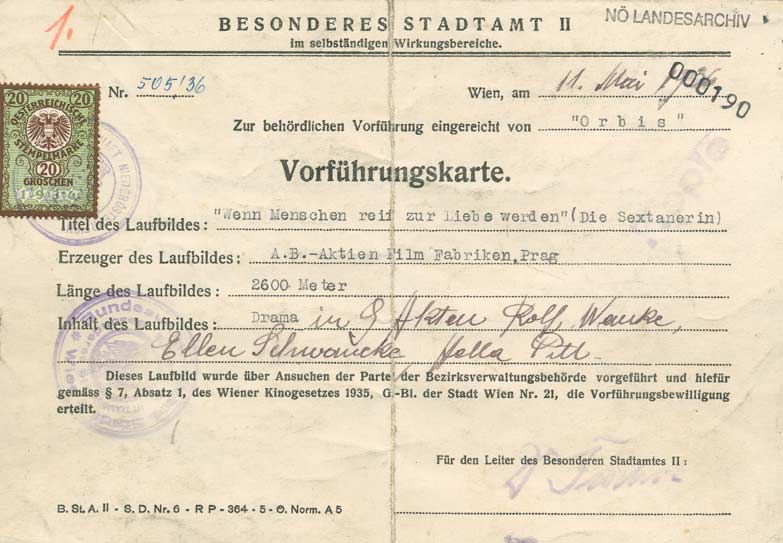 1.
BESONDERES STADTAMT II
im selbständigen Wirkungsbereiche.
NÖ LANDESARCHIV
Nr. 505/36
Wien, am 11. Mai
000190
20 20
OESTERREICHISCHE
STEMPELMARKE
20
GROSCHEN
Zur behördlichen Vorführung eingereicht von "Orbis"
Vorführungskarte.
Titel des Laufbildes: "Wenn Menschen reif zur Liebe werden" (Die Sextanerin)
Erzeuger des Laufbildes: A.B.-Aktien Film Fabriken, Prag
Länge des Laufbildes: 2600 Meter
Inhalt des Laufbildes: Drama in 9 Akten Rolf Wanke,
Ellen Schwannecke, Hella Pitt
Dieses Laufbild wurde über Ansuchen der Partei der Bezirksverwaltungsbehörde vorgeführt und hiefür
gemäss § 7, Absatz 1, des Wiener Kinogesetzes 1935, G.-Bl. der Stadt Wien Nr. 21, die Vorführungsbewilligung
erteilt.
Für den Leiter des Besonderen Stadtamtes II:
B. St. A. II - S. D. Nr. 6 - R P - 364 - 5 - Ö. Norm. A 5